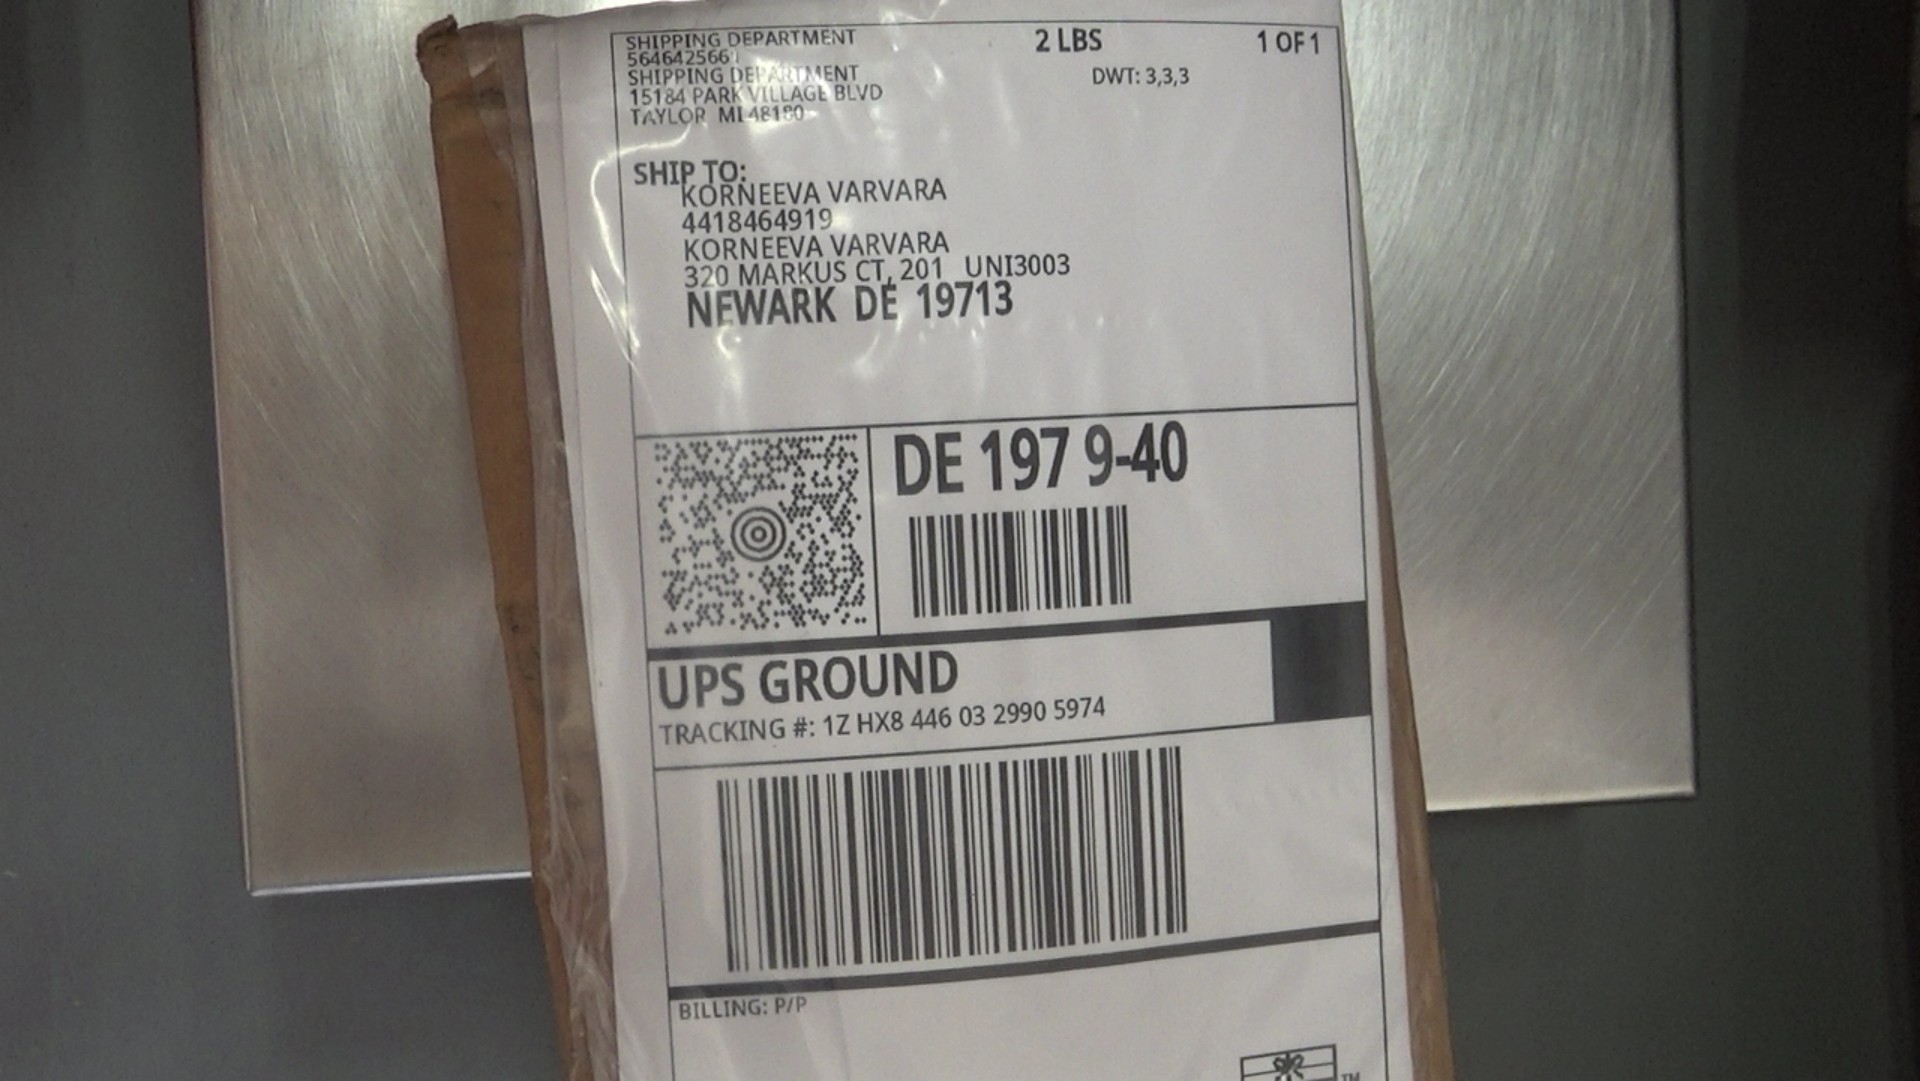 SHIPPING DEPARTMENT
5646425661
SHIPPING DEPARTMENT
15184 PARK VILLAGE BLVD
TAYLOR MI 48180
2 LBS
1 OF 1
DWT: 3,3,3
SHIP TO:
KORNEEVA VARVARA
4418464919
KORNEEVA VARVARA
320 MARKUS CT, 201 UNI3003
NEWARK DE 19713
DE 197 9-40
UPS GROUND
TRACKING #: 1Z HX8 446 03 2990 5974
BILLING: P/P
TM